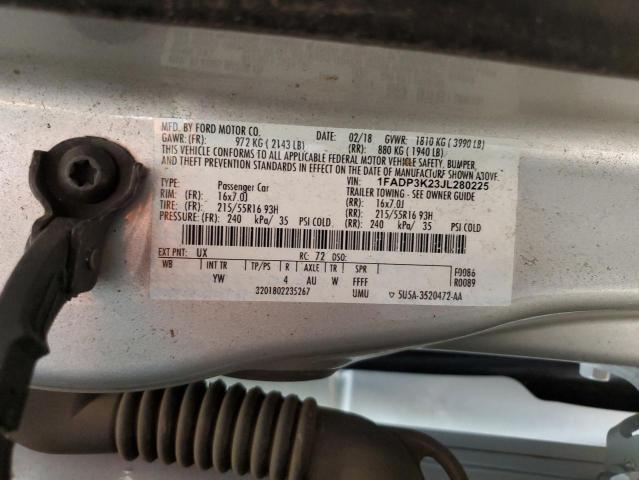 MFD. BY FORD MOTOR CO. DATE: 02/18 GVWR: 1810 KG ( 3990 LB)
GAWR: (FR): 972 KG ( 2143 LB) (RR): 880 KG ( 1940 LB)
THIS VEHICLE CONFORMS TO ALL APPLICABLE FEDERAL MOTOR VEHICLE SAFETY, BUMPER,
AND THEFT PREVENTION STANDARDS IN EFFECT ON THE DATE OF MANUFACTURE SHOWN ABOVE.
VIN: 1FADP3K23JL280225
TYPE: Passenger Car TRAILER TOWING - SEE OWNER GUIDE
RIM: (FR) 16x7.0J (RR): 16x7.0J
TIRE: (FR) 215/55R16 93H (RR): 215/55R16 93H
PRESSURE: (FR) 240 kPa/ 35 PSI COLD (RR) 240 kPa/ 35 PSI COLD
EXT PNT: UX RC: 72 DSO:
WB INT TR TP/PS R AXLE TR SPR F0086
YW 4 AU W FFFF R0089
3201802235267 UMU 5U5A-3520472-AA